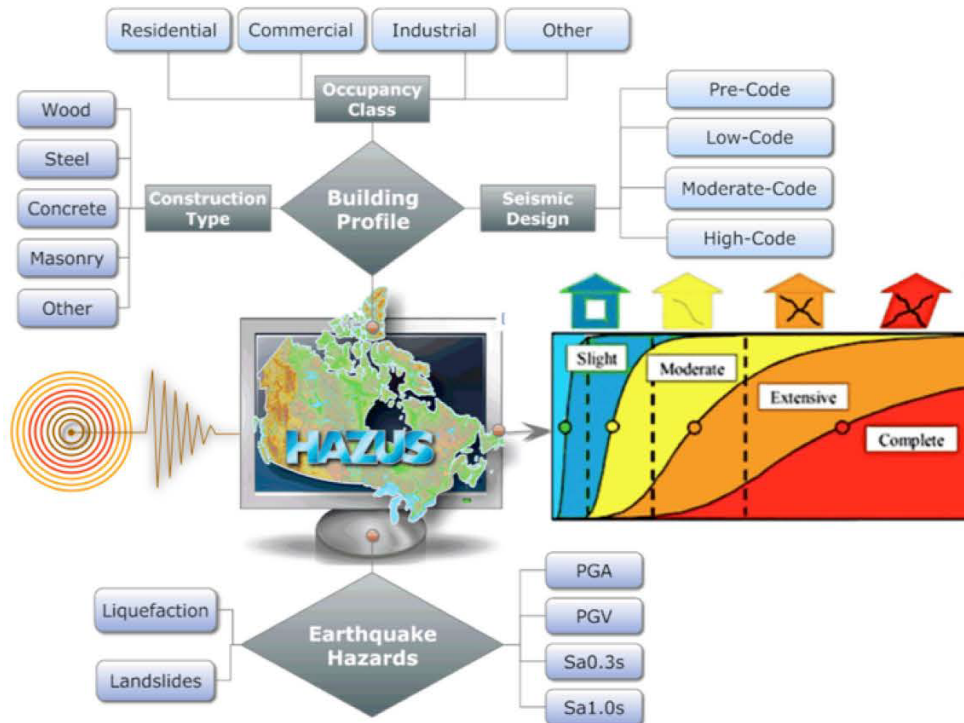 Residential
Commercial
Industrial
Other
Occupancy
Class
Wood
Steel
Concrete
Masonry
Other
Construction
Type
Building
Profile
Seismic
Design
Pre-Code
Low-Code
Moderate-Code
High-Code
HAZUS
Slight
Moderate
Extensive
Complete
Liquefaction
Landslides
Earthquake
Hazards
PGA
PGV
Sa0.3s
Sa1.0s